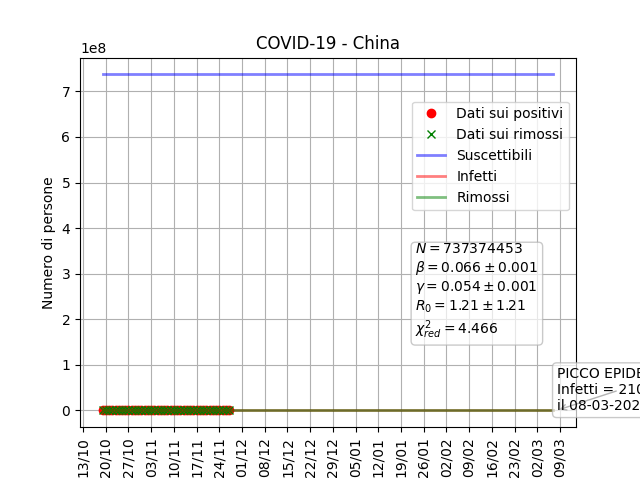 COVID-19 - China
1e8
7
6
5
4
3
2
1
0
Numero di persone
Dati sui positivi
Dati sui rimossi
Suscettibili
Infetti
Rimossi
N = 737374453
β = 0.066 ± 0.001
γ = 0.054 ± 0.001
R₀ = 1.21 ± 1.21
χ²_red = 4.466
PICCO EPIDE
Infetti = 210
il 08-03-202
13/10
20/10
27/10
03/11
10/11
17/11
24/11
01/12
08/12
15/12
22/12
29/12
05/01
12/01
19/01
26/01
02/02
09/02
16/02
23/02
02/03
09/03